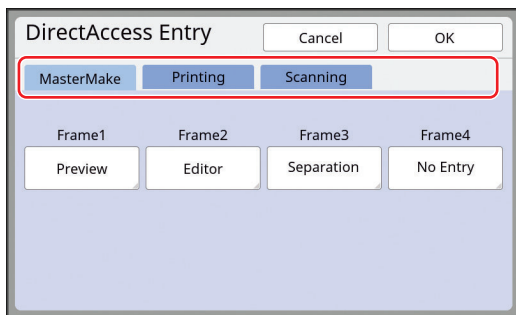 DirectAccess Entry Cancel OK
MasterMake Printing Scanning
Frame1 Frame2 Frame3 Frame4
Preview Editor Separation No Entry